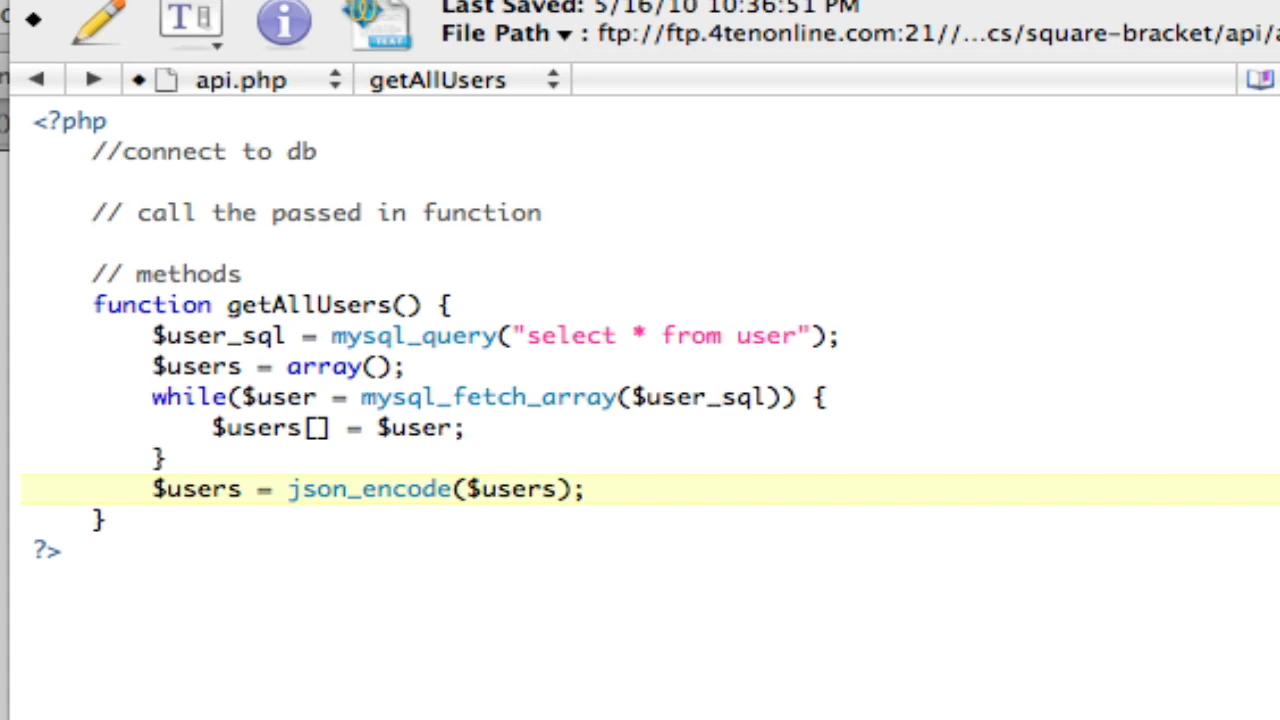 Last Saved: 5/16/10 10:36:51 PM
File Path ▾ : ftp://ftp.4tenonline.com:21//...cs/square-bracket/api/
api.php
getAllUsers
<?php
//connect to db
// call the passed in function
// methods
function getAllUsers() {
$user_sql = mysql_query("select * from user");
$users = array();
while($user = mysql_fetch_array($user_sql)) {
$users[] = $user;
}
$users = json_encode($users);
}
?>